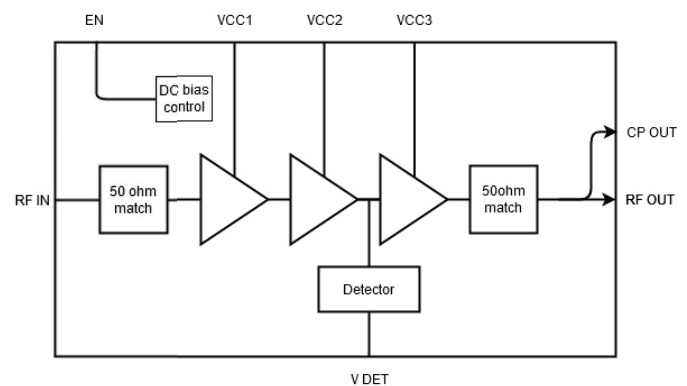 EN
VCC1
VCC2
VCC3
DC bias
control
CP OUT
RF IN
50 ohm
match
50ohm
match
RF OUT
Detector
V DET